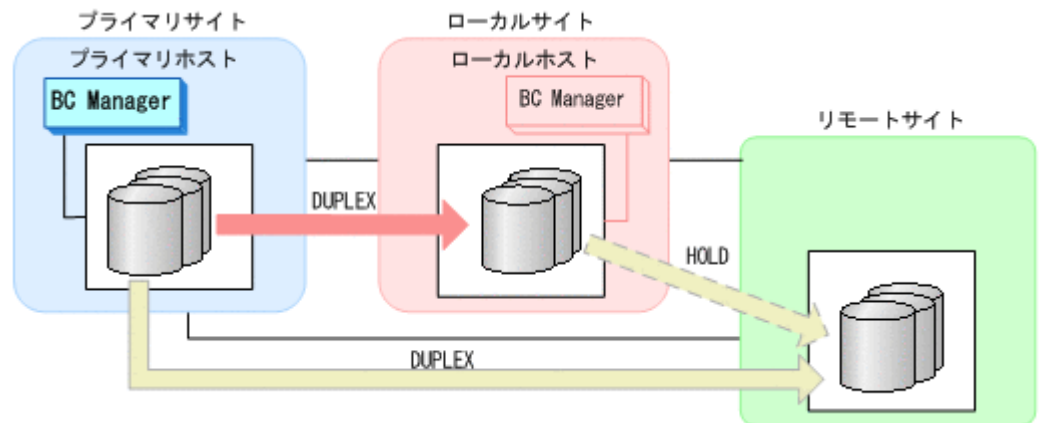 プライマリサイト
ローカルサイト
プライマリホスト
ローカルホスト
BC Manager
BC Manager
リモートサイト
DUPLEX
HOLD
DUPLEX